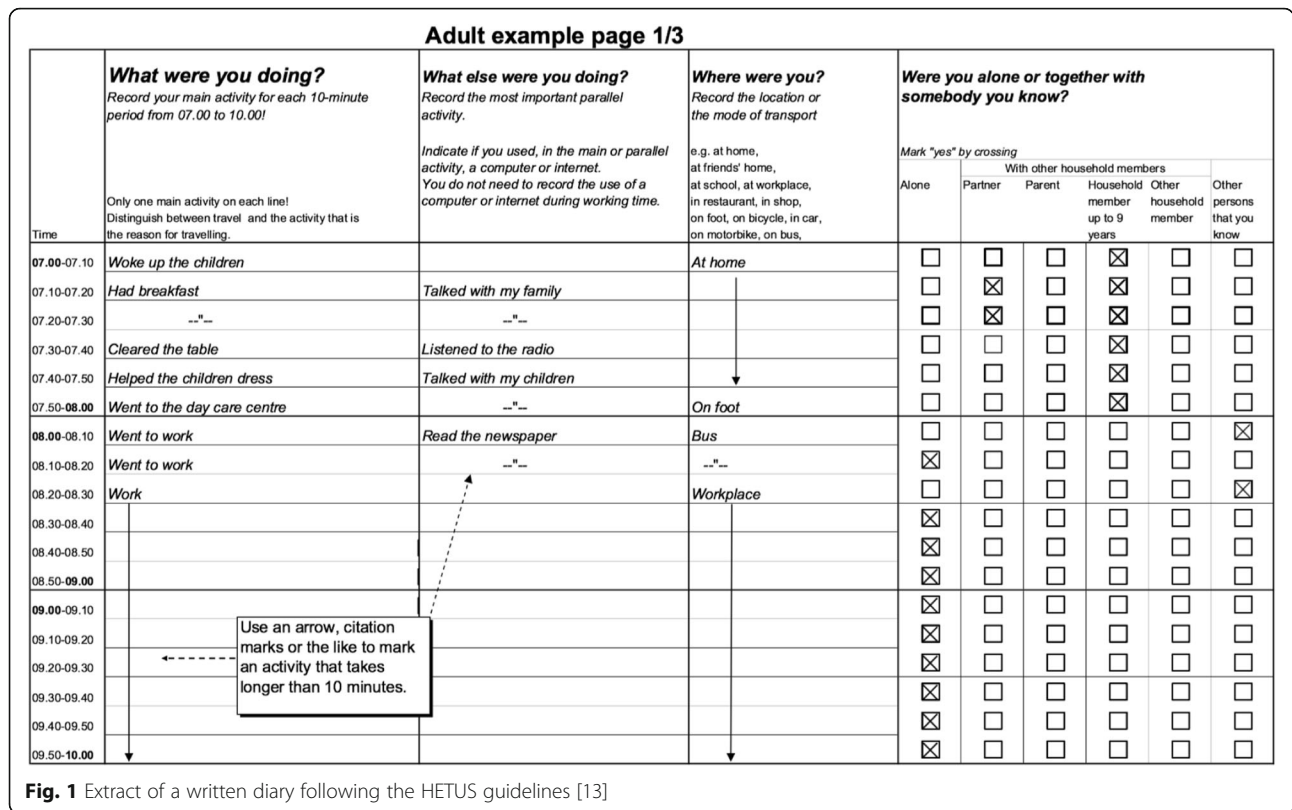 Adult example page 1/3
What were you doing?
Record your main activity for each 10-minute
period from 07.00 to 10.00!
Only one main activity on each line!
Distinguish between travel and the activity that is
the reason for travelling.
What else were you doing?
Record the most important parallel
activity.
Indicate if you used, in the main or parallel
activity, a computer or internet.
You do not need to record the use of a
computer or internet during working time.
Where were you?
Record the location or
the mode of transport
e.g. at home,
at friends' home,
at school, at workplace,
in restaurant, in shop,
on foot, on bicycle, in car,
on motorbike, on bus,
Were you alone or together with
somebody you know?
Mark "yes" by crossing
With other household members
Alone
Partner
Parent
Household
member
up to 9
years
Other
household
member
Other
persons
that you
know
Time
07.00-07.10 Woke up the children At home
07.10-07.20 Had breakfast Talked with my family
07.20-07.30 --"-- --"--
07.30-07.40 Cleared the table Listened to the radio
07.40-07.50 Helped the children dress Talked with my children
07.50-08.00 Went to the day care centre --"-- On foot
08.00-08.10 Went to work Read the newspaper Bus
08.10-08.20 Went to work --"-- --"--
08.20-08.30 Work Workplace
08.30-08.40
08.40-08.50
08.50-09.00
09.00-09.10
09.10-09.20
09.20-09.30
09.30-09.40
09.40-09.50
09.50-10.00
Use an arrow, citation
marks or the like to mark
an activity that takes
longer than 10 minutes.
Fig. 1 Extract of a written diary following the HETUS guidelines [13]